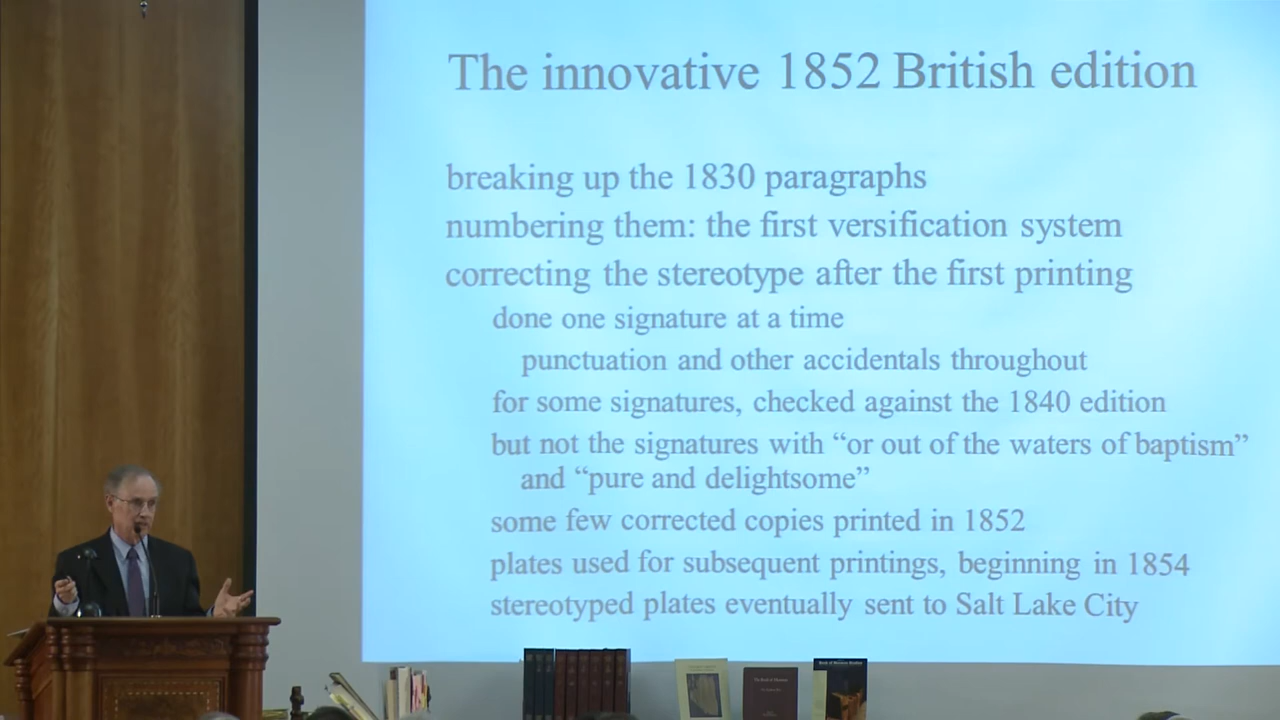 The innovative 1852 British edition
breaking up the 1830 paragraphs
numbering them: the first versification system
correcting the stereotype after the first printing
done one signature at a time
punctuation and other accidentals throughout
for some signatures, checked against the 1840 edition
but not the signatures with “or out of the waters of baptism”
and “pure and delightsome”
some few corrected copies printed in 1852
plates used for subsequent printings, beginning in 1854
stereotyped plates eventually sent to Salt Lake City
The Book of Mormon